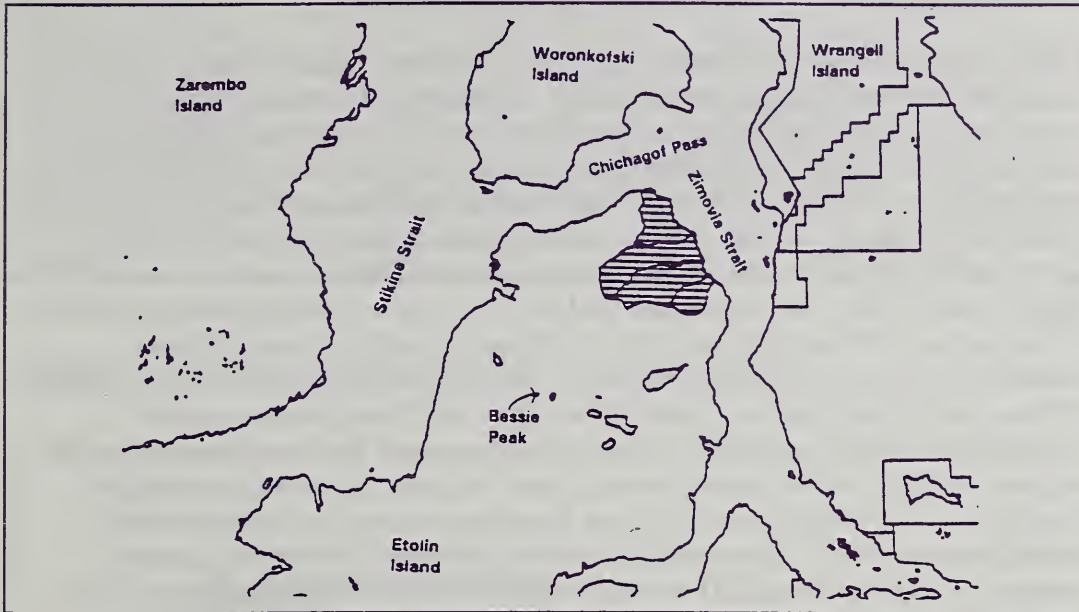 Zarembo
Island
Woronkofski
Island
Wrangell
Island
Chichagof Pass
Zimovia Strait
Stikine Strait
Bessie
Peak
Etolin
Island